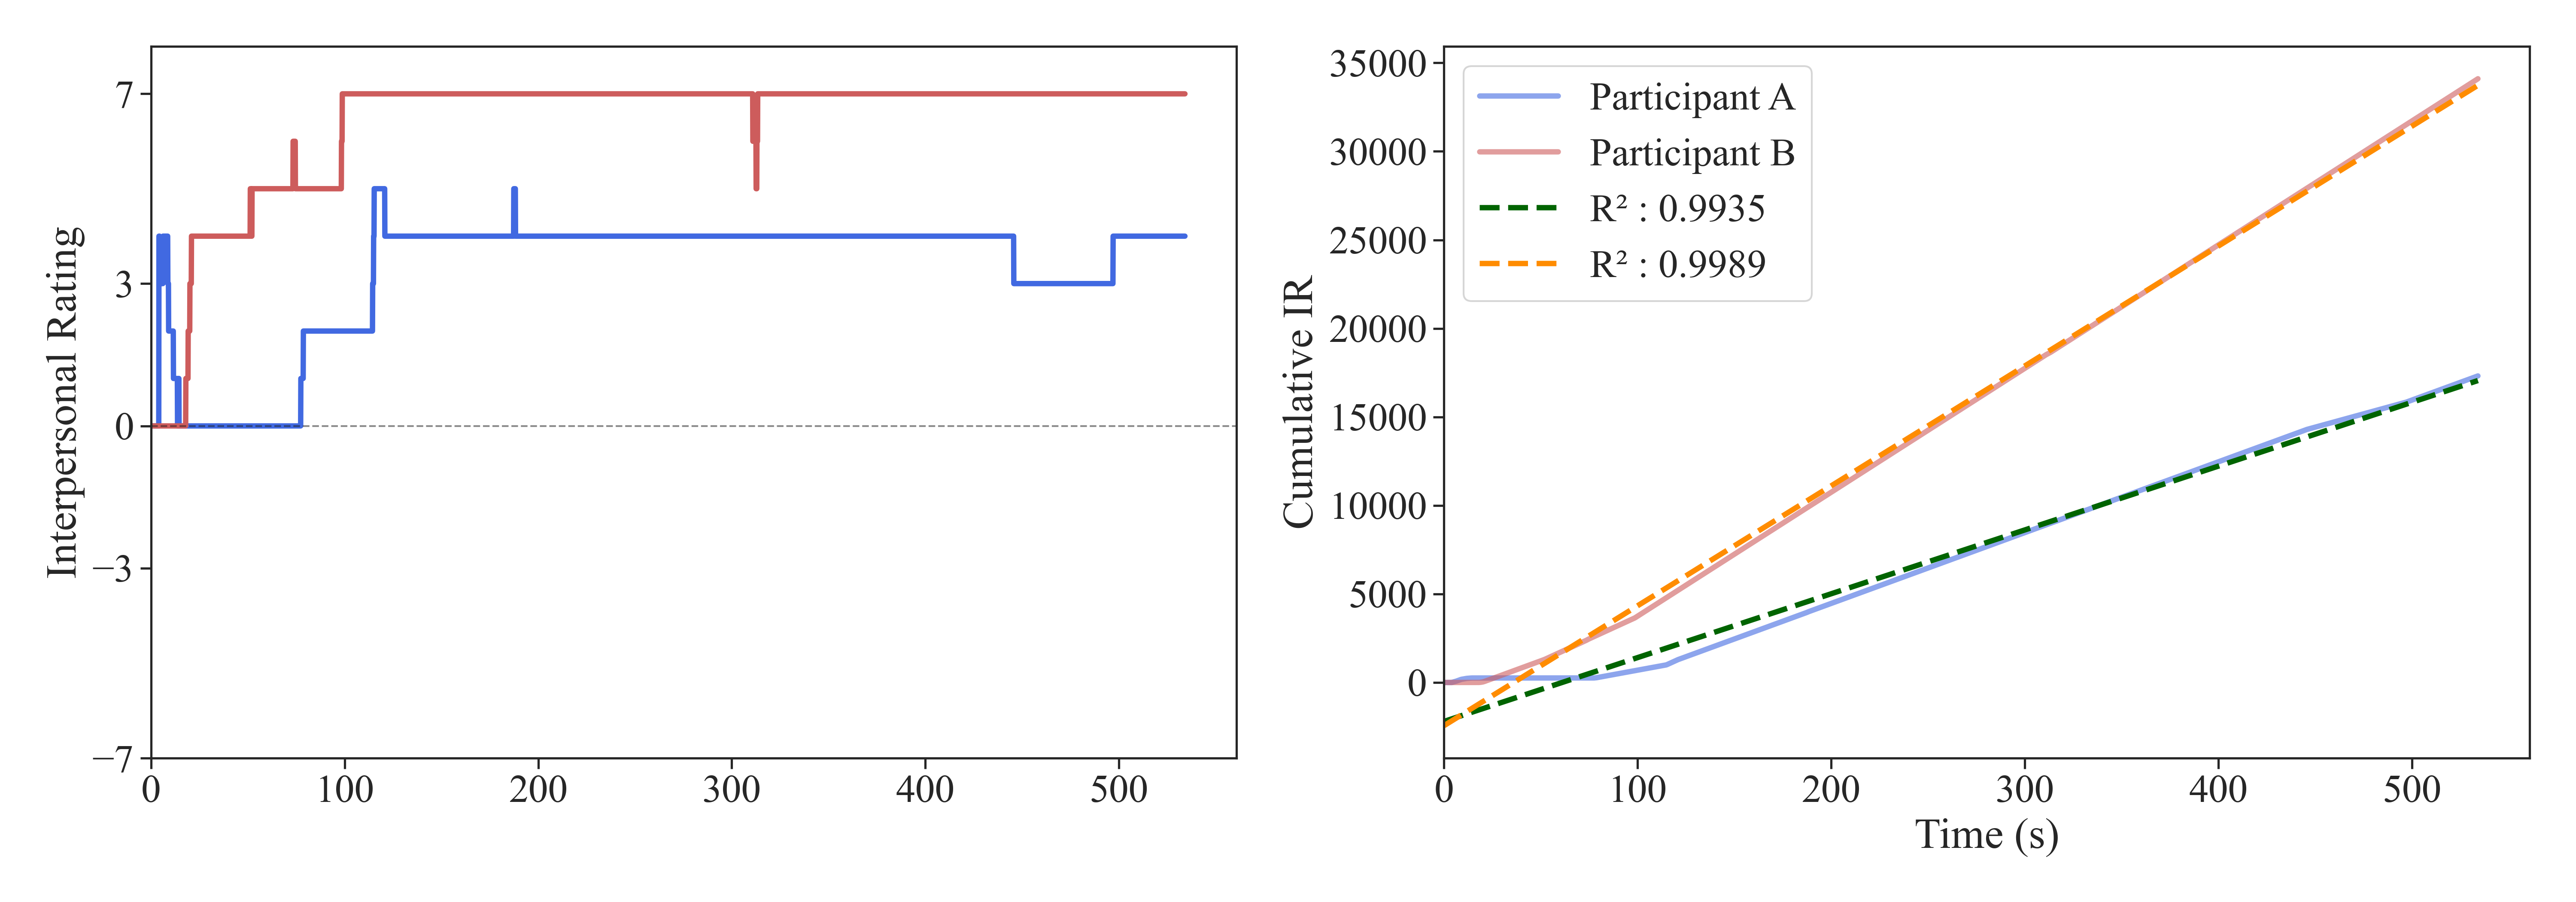 Interpersonal Rating
7
3
0
−3
−7
0 100 200 300 400 500
Cumulative IR
35000
30000
25000
20000
15000
10000
5000
0
Participant A
Participant B
R² : 0.9935
R² : 0.9989
0 100 200 300 400 500
Time (s)